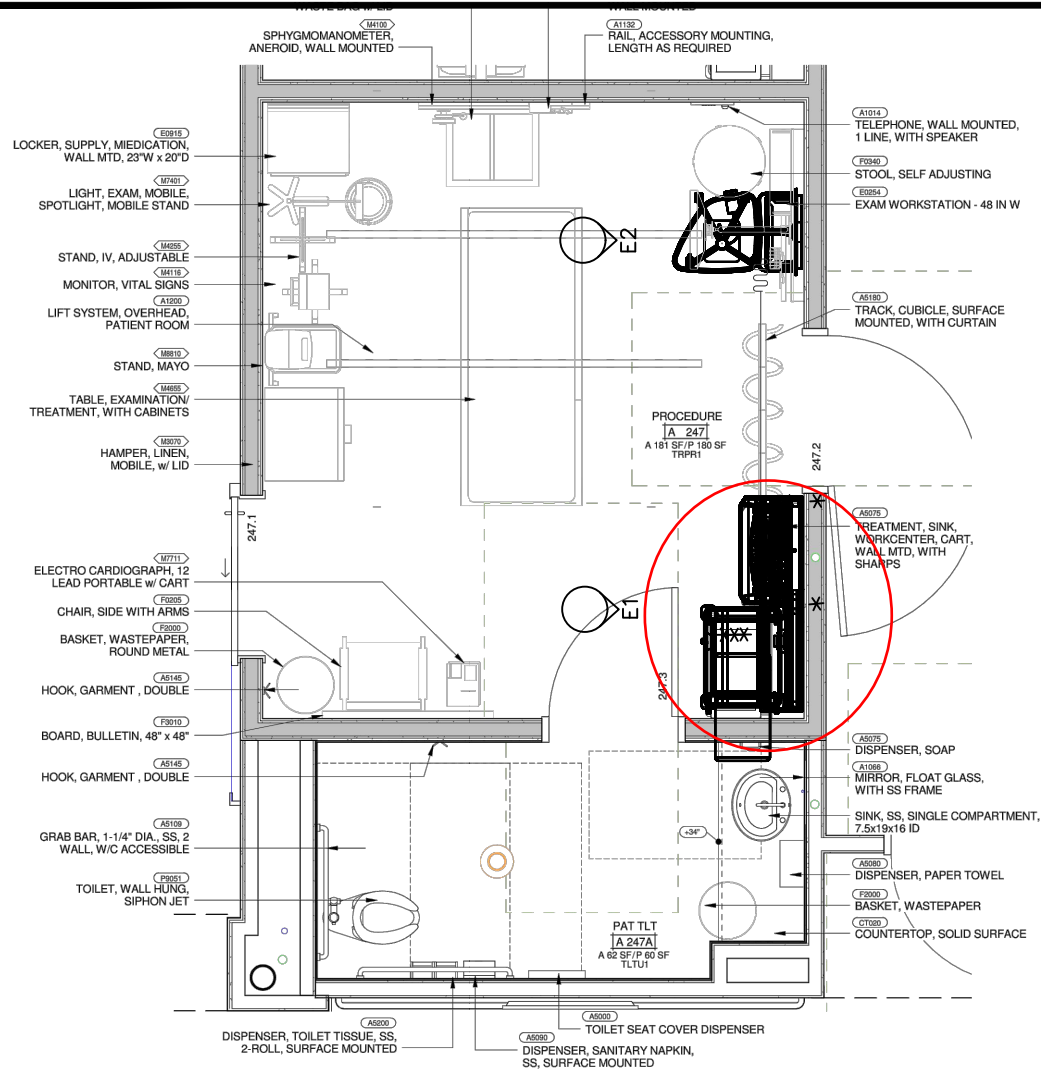 WASTE BAG w/ LID
WALL MOUNTED
M4100
SPHYGMOMANOMETER,
ANEROID, WALL MOUNTED
A1132
RAIL, ACCESSORY MOUNTING,
LENGTH AS REQUIRED
E0915
LOCKER, SUPPLY, MIEDICATION,
WALL MTD, 23"W x 20"D
M7401
LIGHT, EXAM, MOBILE,
SPOTLIGHT, MOBILE STAND
M4255
STAND, IV, ADJUSTABLE
M4116
MONITOR, VITAL SIGNS
A1200
LIFT SYSTEM, OVERHEAD,
PATIENT ROOM
M8810
STAND, MAYO
M4655
TABLE, EXAMINATION/
TREATMENT, WITH CABINETS
M3070
HAMPER, LINEN,
MOBILE, w/ LID
247.1
M7711
ELECTRO CARDIOGRAPH, 12
LEAD PORTABLE w/ CART
F0205
CHAIR, SIDE WITH ARMS
F2000
BASKET, WASTEPAPER,
ROUND METAL
A5145
HOOK, GARMENT , DOUBLE
F3010
BOARD, BULLETIN, 48" x 48"
A5145
HOOK, GARMENT , DOUBLE
A5109
GRAB BAR, 1-1/4" DIA., SS, 2
WALL, W/C ACCESSIBLE
P9051
TOILET, WALL HUNG,
SIPHON JET
E2
PROCEDURE
A 247
A 181 SF/P 180 SF
TRPR1
247.2
E1
247.3
+34"
PAT TLT
A 247A
A 62 SF/P 60 SF
TLTU1
A1014
TELEPHONE, WALL MOUNTED,
1 LINE, WITH SPEAKER
F0340
STOOL, SELF ADJUSTING
E0254
EXAM WORKSTATION - 48 IN W
A5180
TRACK, CUBICLE, SURFACE
MOUNTED, WITH CURTAIN
A5075
TREATMENT, SINK,
WORKCENTER, CART,
WALL MTD, WITH
SHARPS
A5075
DISPENSER, SOAP
A1066
MIRROR, FLOAT GLASS,
WITH SS FRAME
SINK, SS, SINGLE COMPARTMENT,
7.5x19x16 ID
A5080
DISPENSER, PAPER TOWEL
F2000
BASKET, WASTEPAPER
CT020
COUNTERTOP, SOLID SURFACE
A5200
DISPENSER, TOILET TISSUE, SS,
2-ROLL, SURFACE MOUNTED
A5090
DISPENSER, SANITARY NAPKIN,
SS, SURFACE MOUNTED
A5000
TOILET SEAT COVER DISPENSER